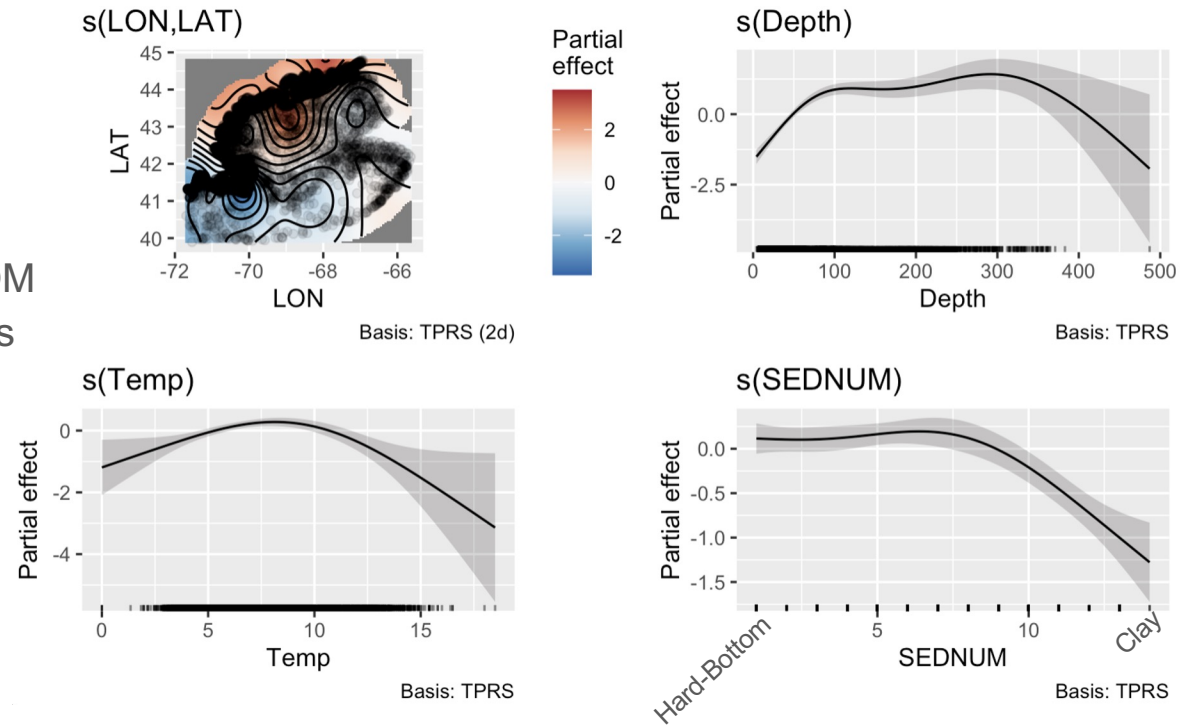 s(LON,LAT)
45
44
43
42
41
40
LAT
-72
-70
-68
-66
LON
Basis: TPRS (2d)
Partial
effect
2
0
-2
s(Depth)
0.0
-2.5
Partial effect
0
100
200
300
400
500
Depth
Basis: TPRS
OM
s
s(Temp)
0
-2
-4
Partial effect
0
5
10
15
Temp
Basis: TPRS
s(SEDNUM)
0.0
-0.5
-1.0
-1.5
Partial effect
5
10
Hard-Bottom
Clay
SEDNUM
Basis: TPRS